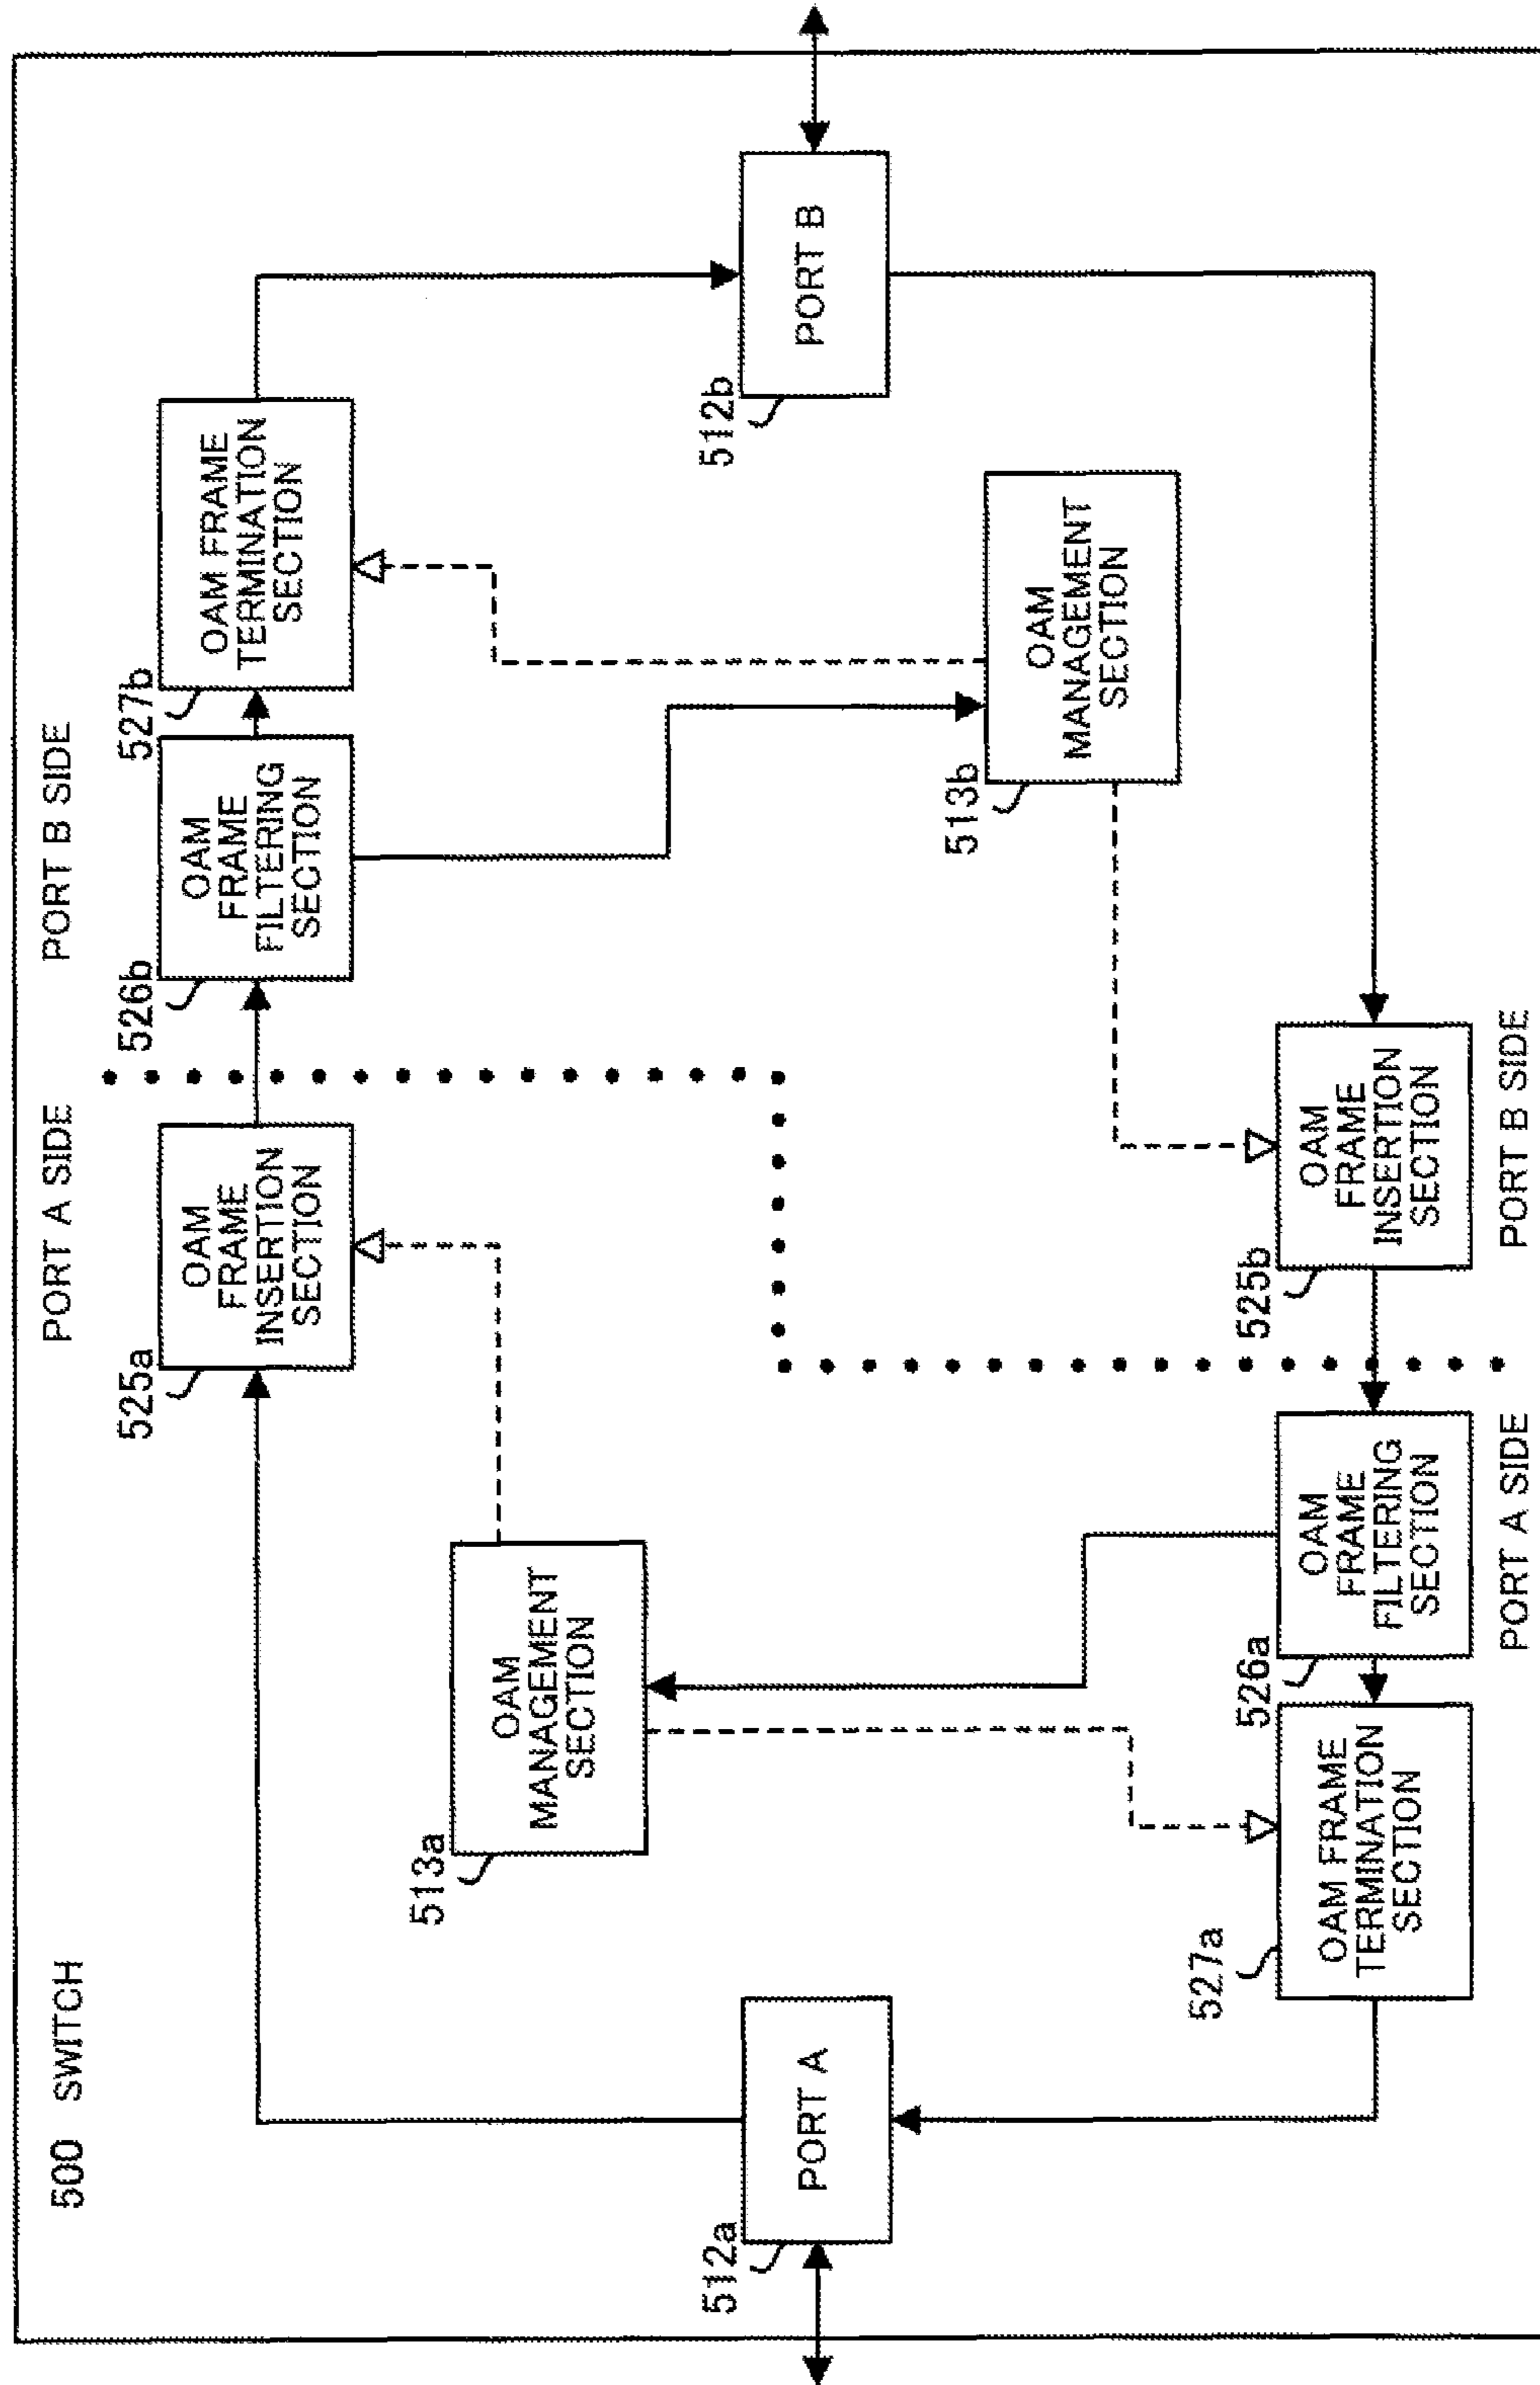 500 SWITCH
PORT A SIDE
PORT B SIDE
525a
OAM
FRAME
INSERTION
SECTION
526b
OAM
FRAME
FILTERING
SECTION
527b
OAM FRAME
TERMINATION
SECTION
513a
OAM
MANAGEMENT
SECTION
512a
PORT A
512b
PORT B
513b
OAM
MANAGEMENT
SECTION
527a
OAM FRAME
TERMINATION
SECTION
526a
OAM
FRAME
FILTERING
SECTION
525b
OAM
FRAME
INSERTION
SECTION
PORT A SIDE
PORT B SIDE